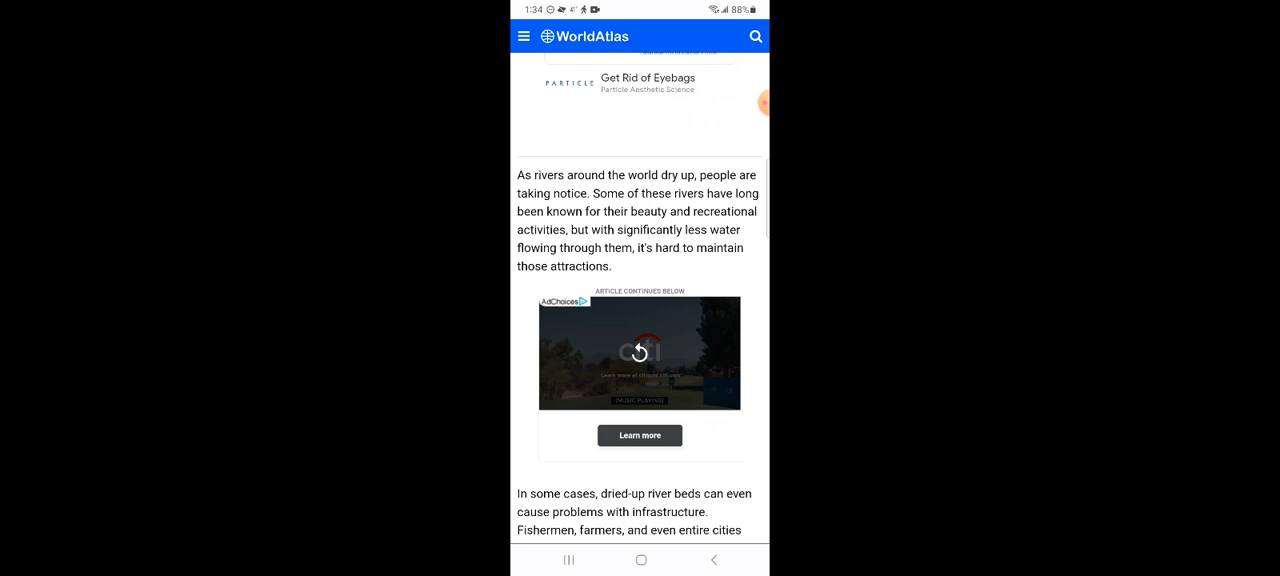 1:34 88%
WorldAtlas
PARTICLE Get Rid of Eyebags
Particle Aesthetic Science
As rivers around the world dry up, people are
taking notice. Some of these rivers have long
been known for their beauty and recreational
activities, but with significantly less water
flowing through them, it's hard to maintain
those attractions.
ARTICLE CONTINUES BELOW
AdChoices
citi
[MUSIC PLAYING]
Learn more
In some cases, dried-up river beds can even
cause problems with infrastructure.
Fishermen, farmers, and even entire cities